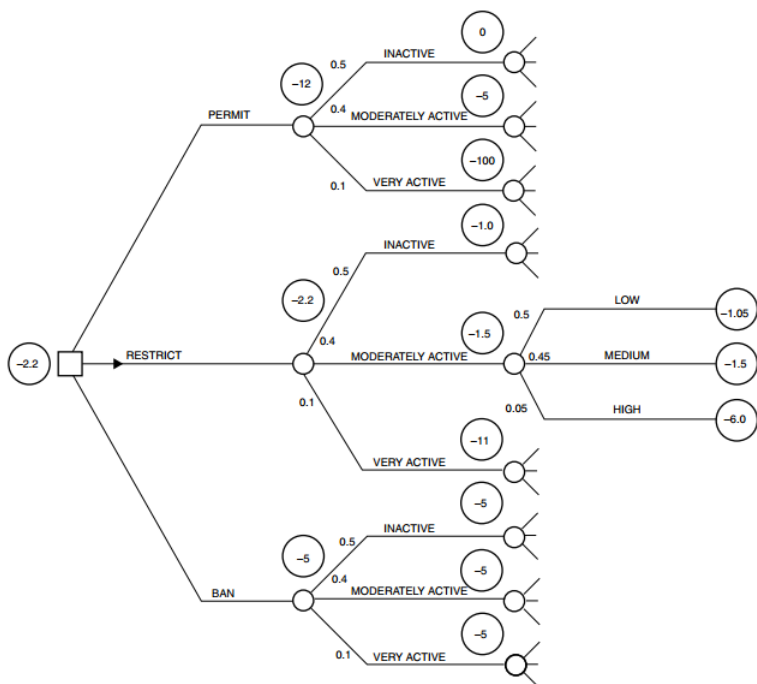 0
INACTIVE
0.5
-12
-5
0.4
PERMIT
MODERATELY ACTIVE
-100
0.1
VERY ACTIVE
-1.0
INACTIVE
0.5
-2.2
LOW
0.5
-1.05
0.4
-1.5
-2.2
RESTRICT
MODERATELY ACTIVE
0.45
MEDIUM
-1.5
0.1
0.05
HIGH
-6.0
-11
VERY ACTIVE
-5
INACTIVE
0.5
-5
-5
0.4
BAN
MODERATELY ACTIVE
-5
0.1
VERY ACTIVE